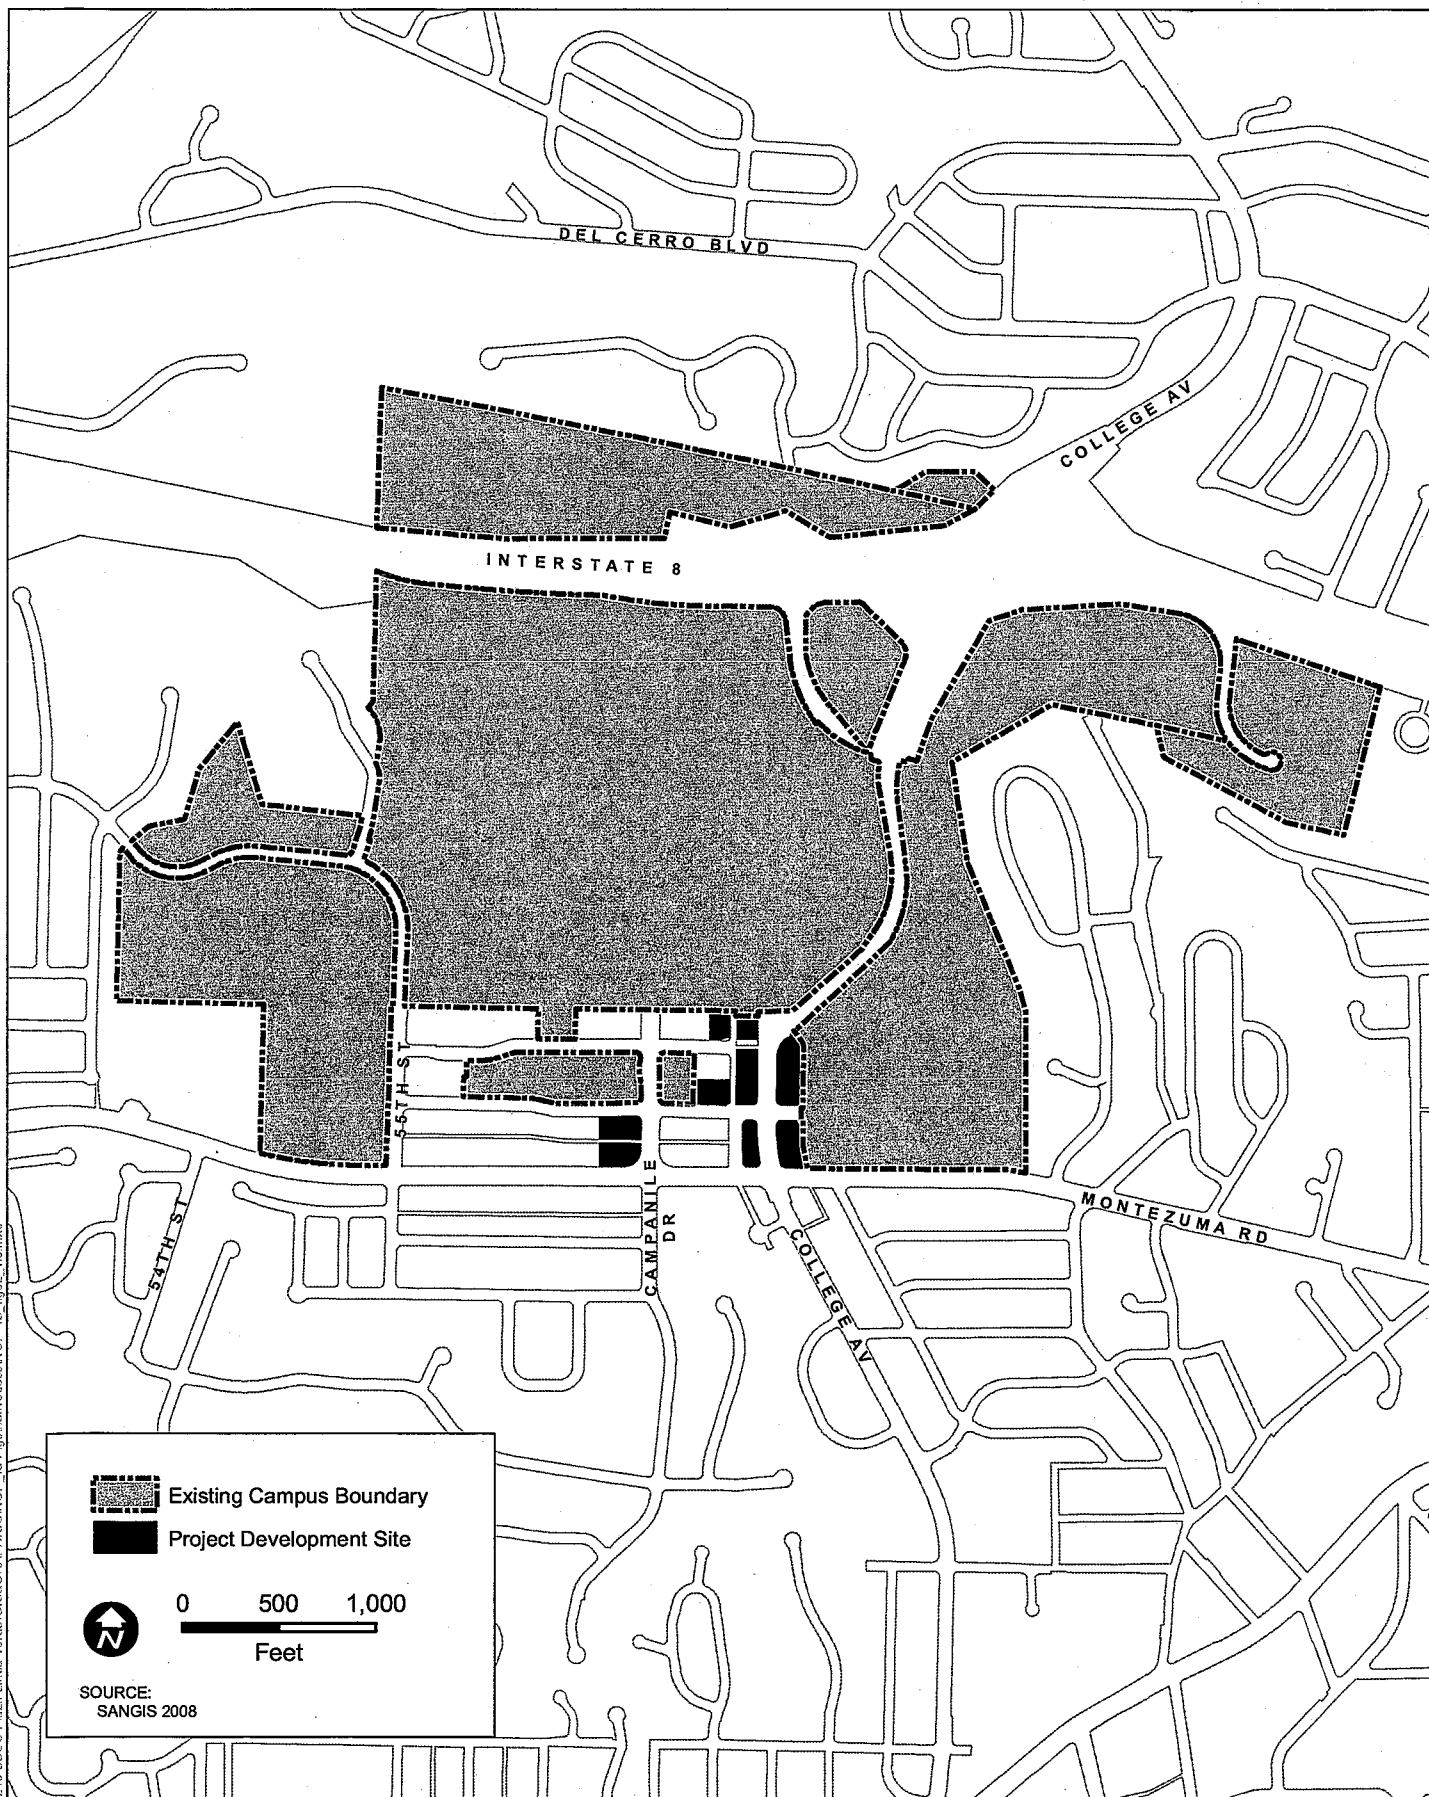 DEL CERRO BLVD
COLLEGE AV
INTERSTATE 8
55TH ST
MONTEZUMA RD
CAMPANILE
DR
54TH ST
COLLEGE AV
Existing Campus Boundary
Project Development Site
0 500 1,000
Feet
N
SOURCE:
SANGIS 2008